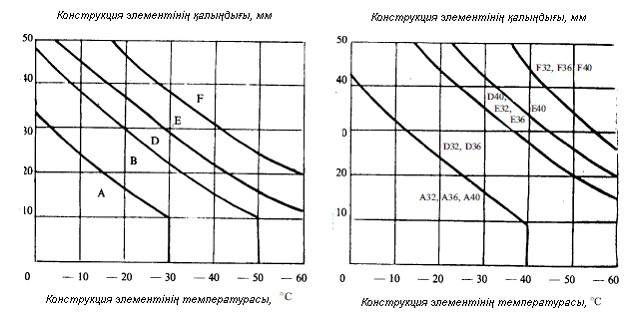 Конструкция элементінің қалыңдығы, мм
50
40
30
20
10
0
F
E
D
B
A
— 10 — 20 — 30 — 40 — 50 — 60
Конструкция элементінің температурасы, °C
Конструкция элементінің қалыңдығы, мм
50
40
0
20
10
0
F32, F36, F40
D40,
E32,
E36
E40
D32, D36
A32, A36, A40
— 10 — 20 — 30 — 40 — 50 — 60
Конструкция элементінің температурасы, °C